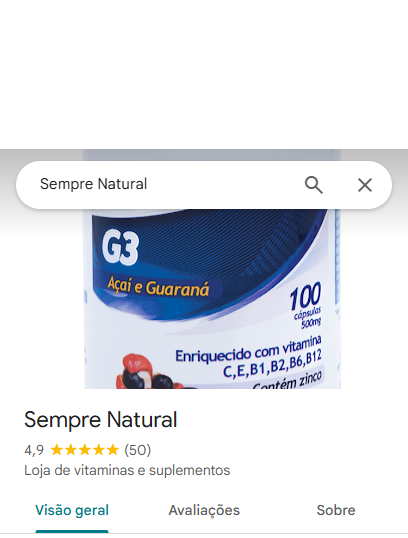 Sempre Natural
G3
Açaí e Guaraná
100
cápsulas
500mg
Enriquecido com vitamina
C,E,B1,B2,B6,B12
Contém zinco
Sempre Natural
4,9 ★★★★★ (50)
Loja de vitaminas e suplementos
Visão geral Avaliações Sobre